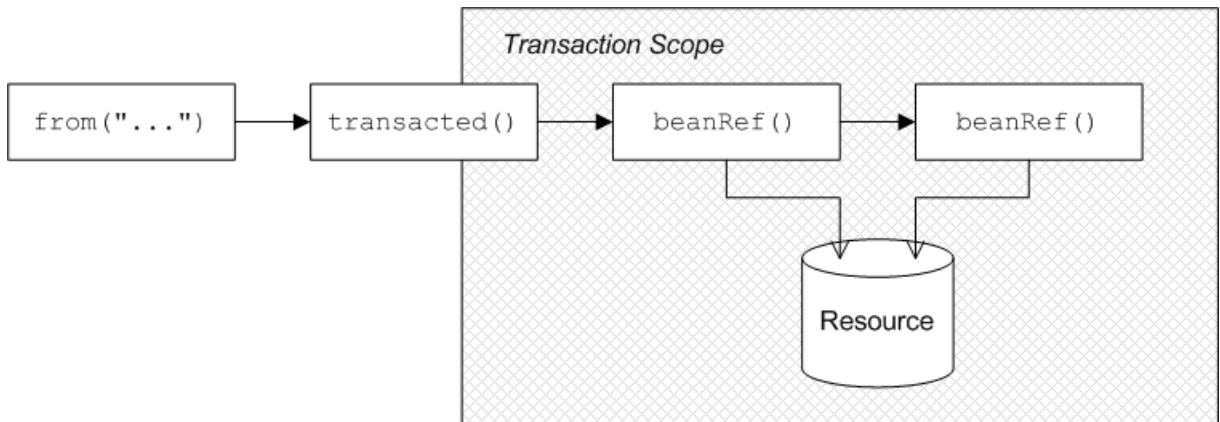 Transaction Scope
from("...")
transacted()
beanRef()
beanRef()
Resource